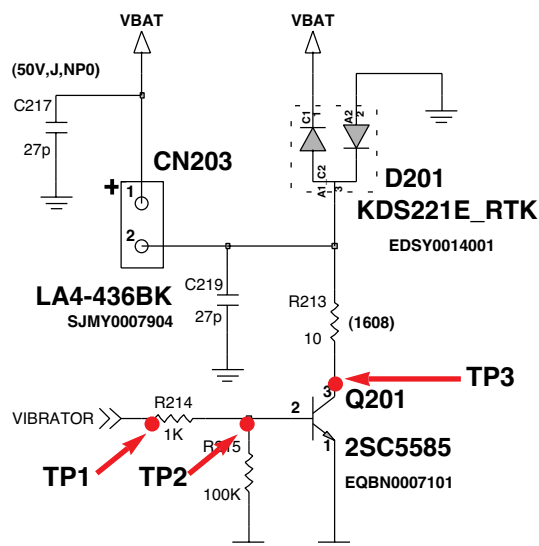 VBAT
VBAT
(50V,J,NP0)
C217
27p
CN203
+
1
2
C1
1
A2
2
A1, C2
3
D201
KDS221E_RTK
EDSY0014001
LA4-436BK
SJMY0007904
C219
27p
R213
10
(1608)
TP3
3
Q201
VIBRATOR
R214
1K
2
1
2SC5585
EQBN0007101
TP1
TP2
R215
100K